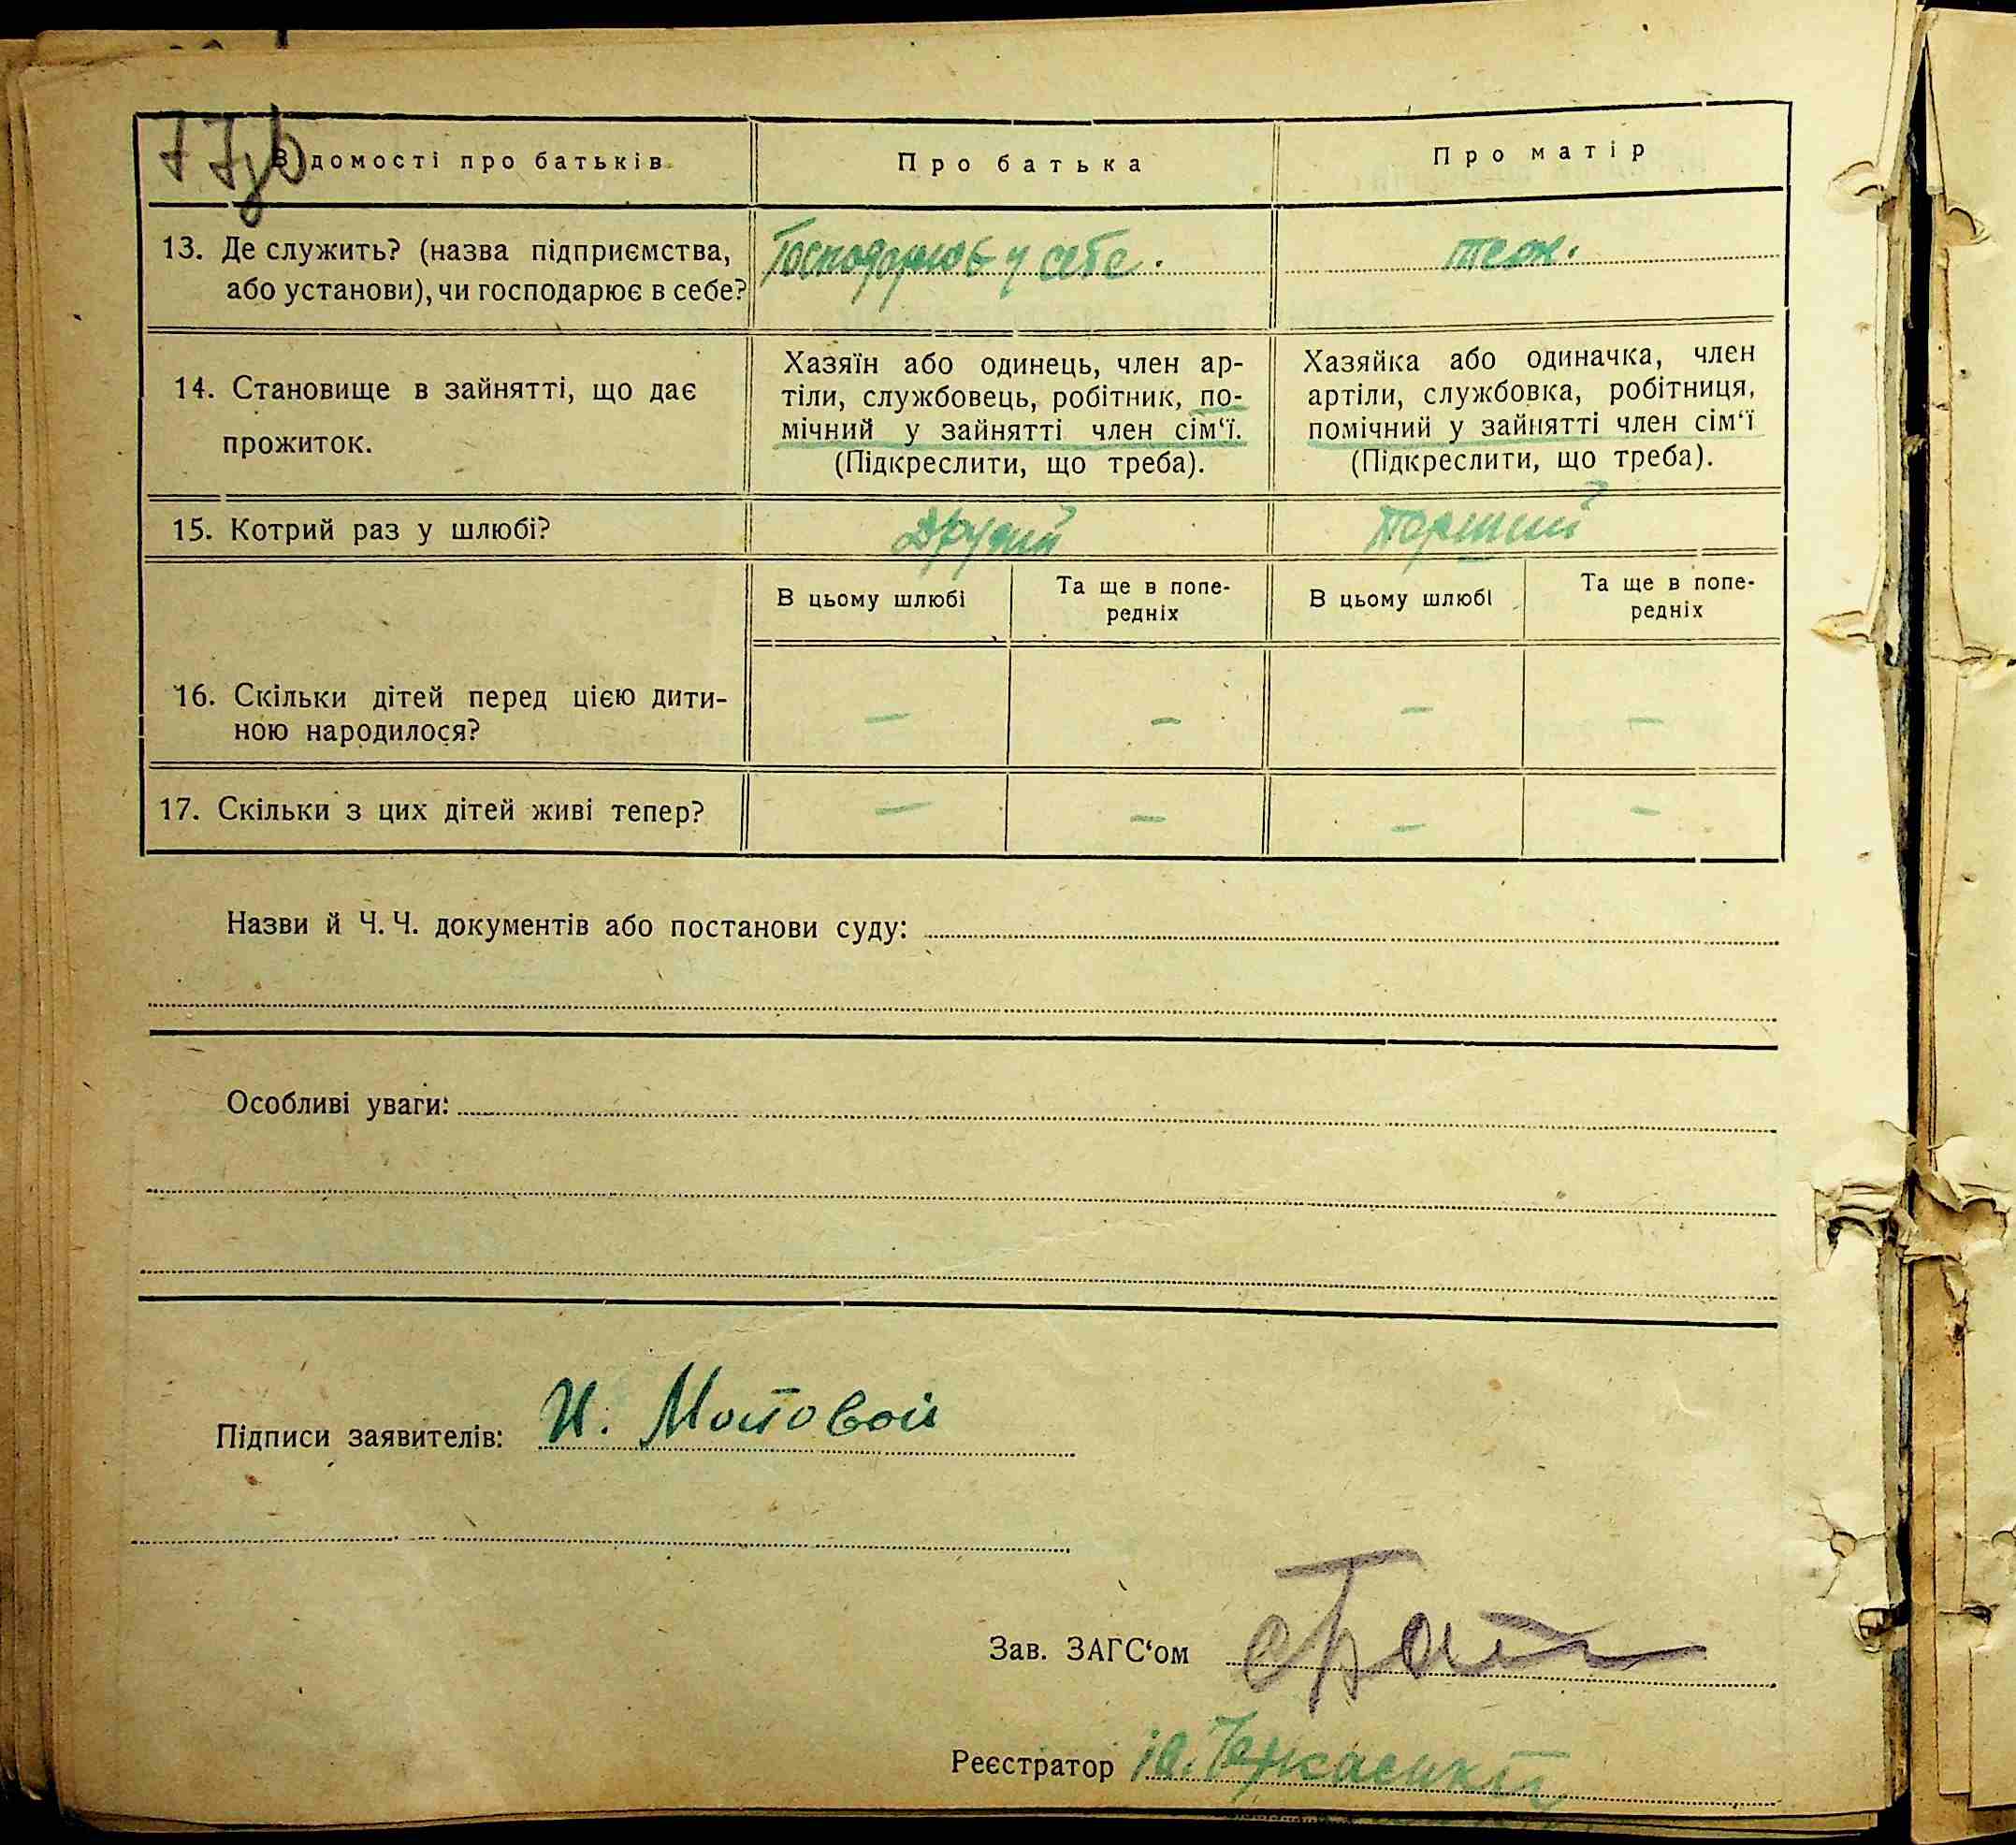 Відомості про батьків
Про батька
Про матір
13. Де служить? (назва підприємства,
або установи), чи господарює в себе?
Господарює у себе.
теж.
14. Становище в зайнятті, що дає
прожиток.
Хазяїн або одинець, член ар-
тіли, службовець, робітник, по-
мічний у зайнятті член сім‘ї.
(Підкреслити, що треба).
Хазяйка або одиначка, член
артіли, службовка, робітниця,
помічний у зайнятті член сім‘ї
(Підкреслити, що треба).
15. Котрий раз у шлюбі?
Другий
Перший
В цьому шлюбі
Та ще в попе-
редніх
В цьому шлюбі
Та ще в попе-
редніх
16. Скільки дітей перед цією дити-
ною народилося?
— — — —
17. Скільки з цих дітей живі тепер?
— — — —
Назви й Ч. Ч. документів або постанови суду:
Особливі уваги:
Підписи заявителів: И. Мостовой
Зав. ЗАГС‘ом
Реєстратор